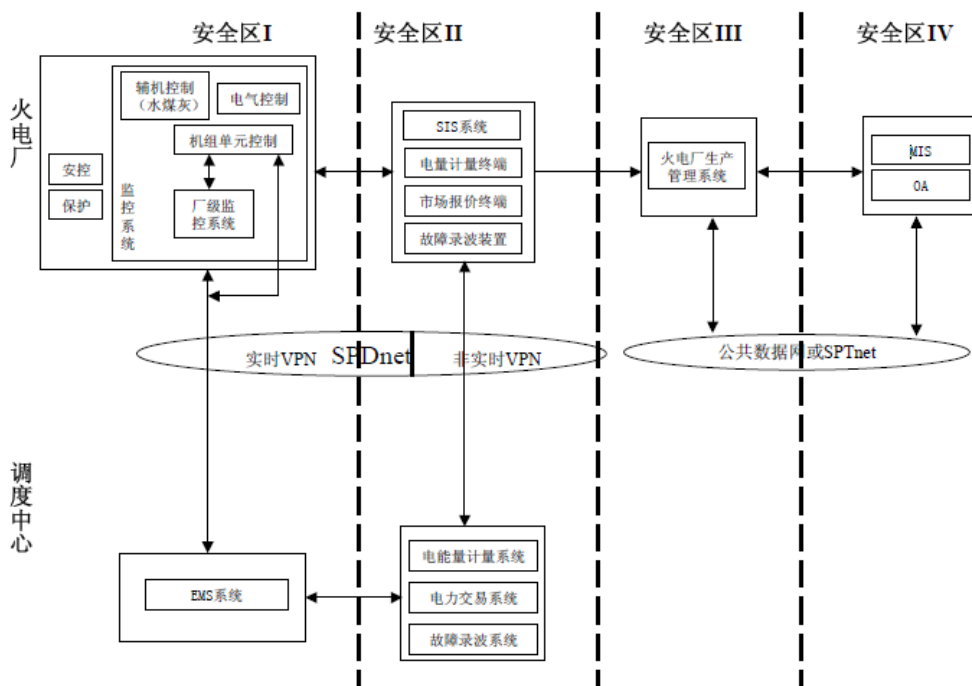 安全区I
安全区II
安全区III
安全区IV
火电厂
辅机控制
（水煤灰）
电气控制
机组单元控制
安控
保护
监控系统
厂级监
控系统
SIS系统
电量计量终端
市场报价终端
故障录波装置
火电厂生产
管理系统
MIS
OA
实时VPN
SPDnet
非实时VPN
公共数据网或SPTnet
调度中心
EMS系统
电能量计量系统
电力交易系统
故障录波系统